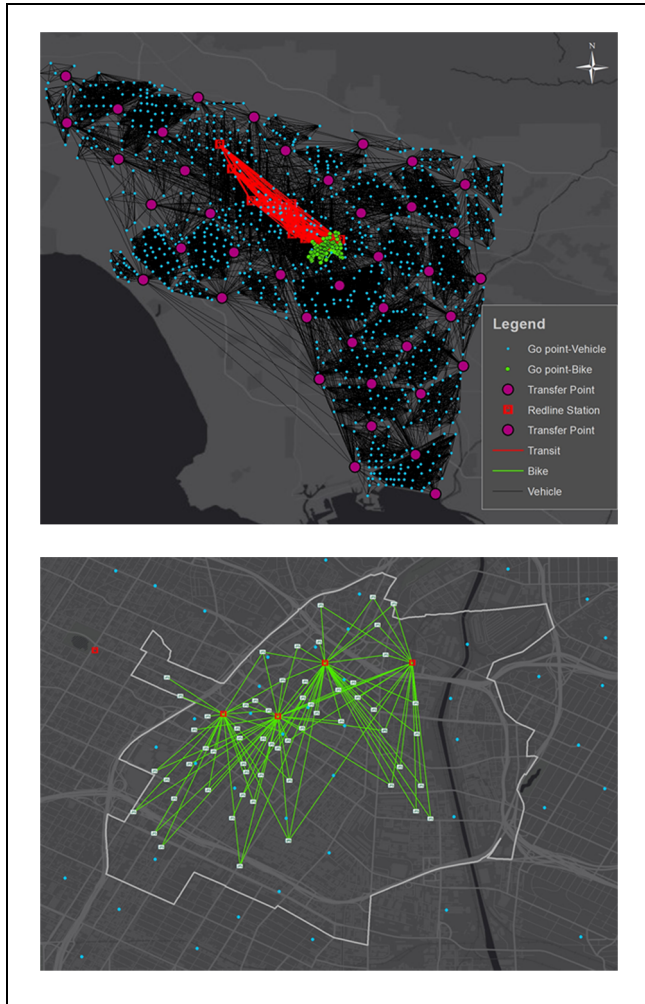 N
Legend
Go point-Vehicle
Go point-Bike
Transfer Point
Redline Station
Transfer Point
Transit
Bike
Vehicle